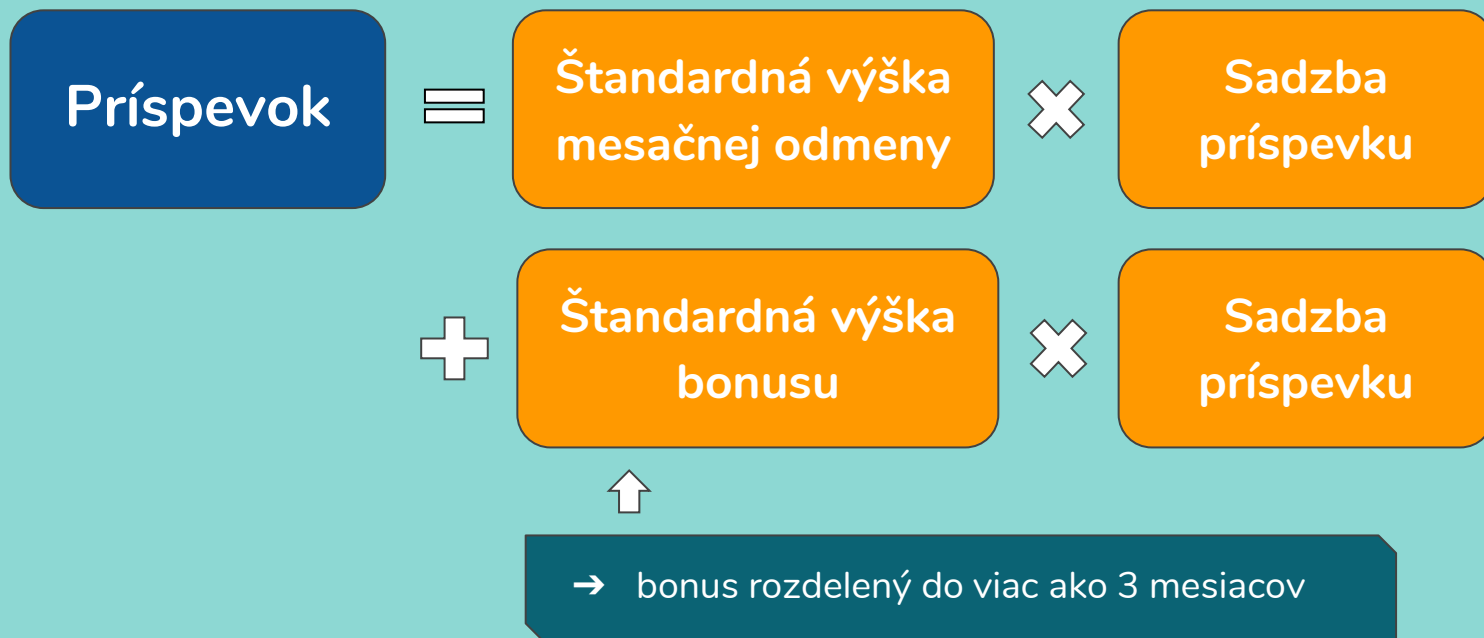 Príspevok
Štandardná výška
mesačnej odmeny
Sadzba
príspevku
Štandardná výška
bonusu
Sadzba
príspevku
➔ bonus rozdelený do viac ako 3 mesiacov